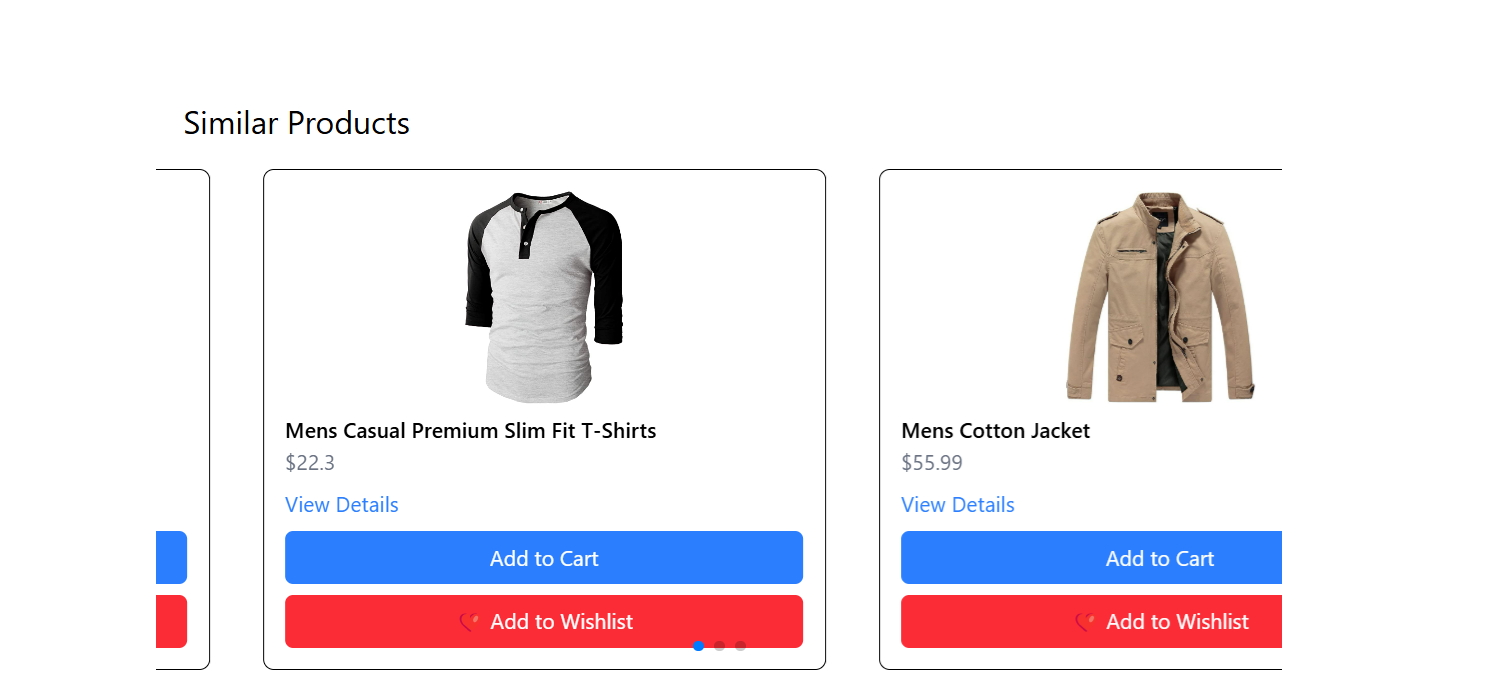 Similar Products
Mens Casual Premium Slim Fit T-Shirts
$22.3
View Details
Add to Cart
Add to Wishlist
Mens Cotton Jacket
$55.99
View Details
Add to Cart
Add to Wishlist